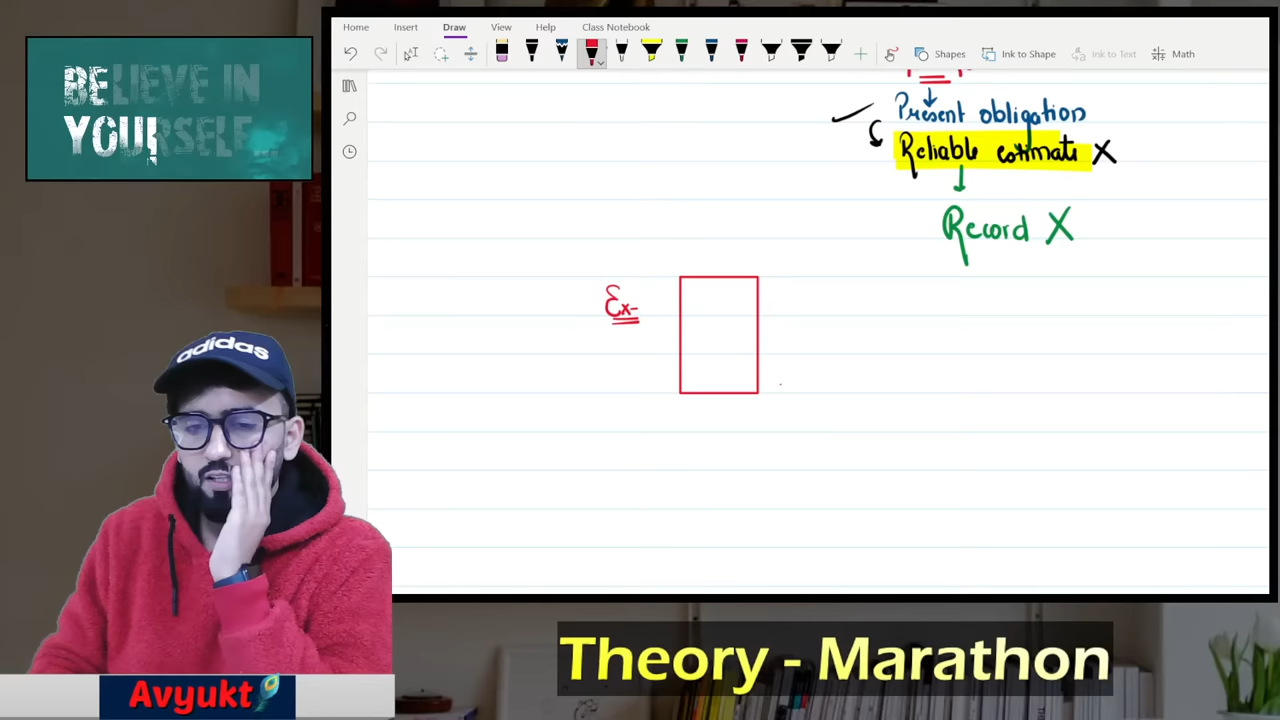 Home Insert Draw View Help Class Notebook
Shapes Ink to Shape Ink to Text Math
BELIEVE IN
YOURSELF...
Present obligation
Reliable estimate X
Record X
Ex-
adidas
Theory - Marathon
Avyukt